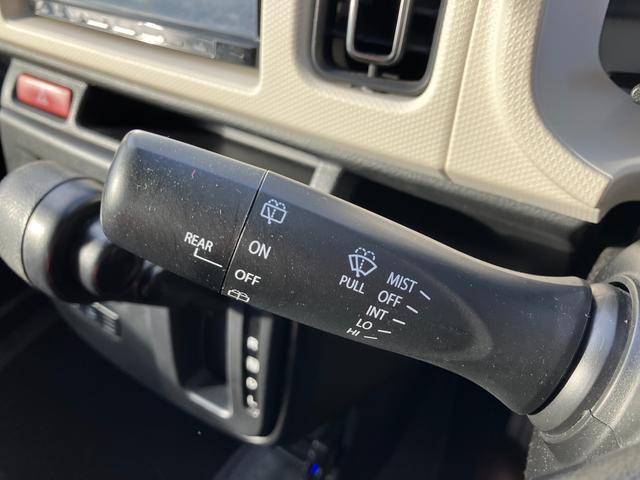 REAR
ON
OFF
PULL
MIST
OFF
INT
LO
HI